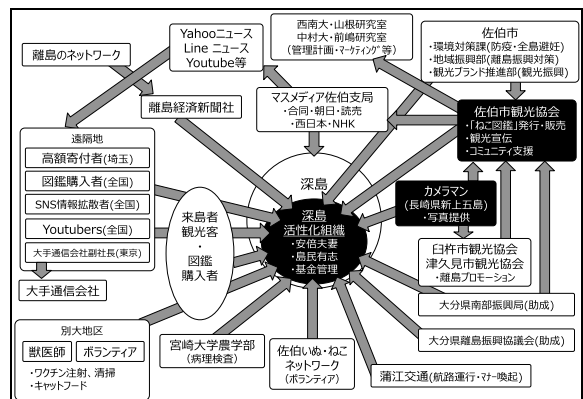 離島のネットワーク
Yahooニュース
Line ニュース
Youtube等
西南大・山根研究室
中村大・前嶋研究室
(管理計画・マーケティング等)
佐伯市
・環境対策課(防疫・全島避妊)
・地域振興部(離島振興対策)
・観光ブランド推進部(観光振興)
離島経済新聞社
マスメディア佐伯支局
・合同・朝日・読売
・西日本・NHK
佐伯市観光協会
・「ねこ図鑑」発行・販売
・観光宣伝
・コミュニティ支援
遠隔地
高額寄付者(埼玉)
図鑑購入者(全国)
SNS情報拡散者(全国)
Youtubers(全国)
大手通信会社副社長(東京)
大手通信会社
来島者
観光客
・
図鑑
購入者
深島
深島
活性化組織
・安倍夫妻
・島民有志
・基金管理
カメラマン
(長崎県新上五島)
・写真提供
臼杵市観光協会
津久見市観光協会
・離島プロモーション
大分県南部振興局(助成)
大分県離島振興協議会(助成)
別大地区
獣医師
ボランティア
・ワクチン注射、清掃
・キャットフード
宮崎大学農学部
(病理検査)
佐伯いぬ・ねこ
ネットワーク
(ボランティア)
蒲江交通(航路運行・マナー喚起)